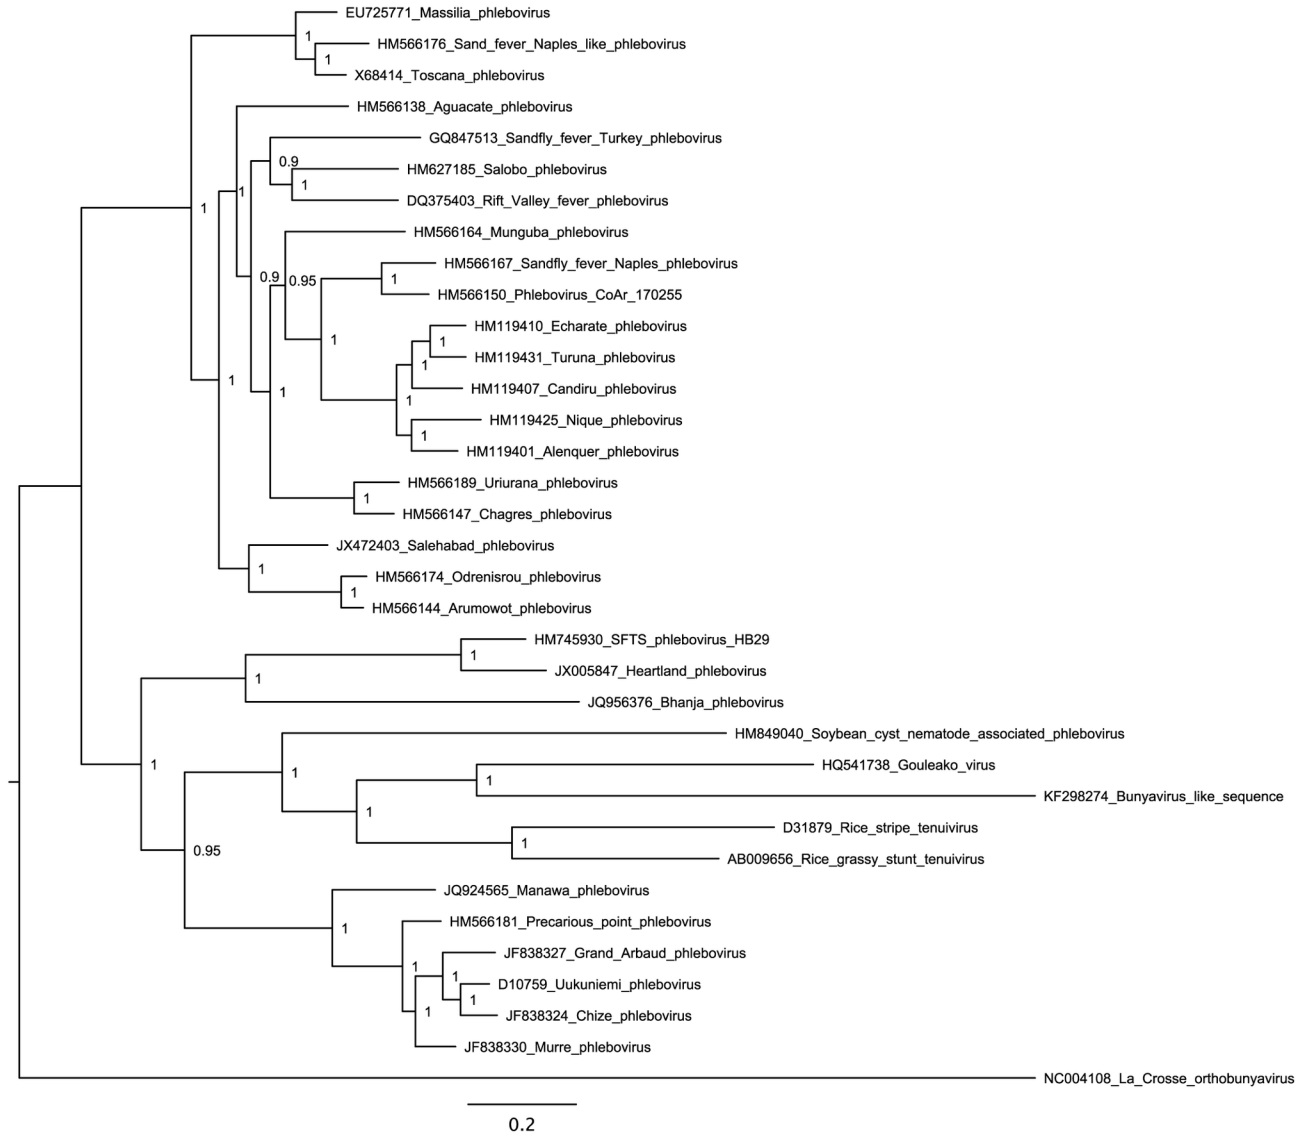 EU725771_Massilia_phlebovirus
1
HM566176_Sand_fever_Naples_like_phlebovirus
1
X68414_Toscana_phlebovirus
HM566138_Aguacate_phlebovirus
GQ847513_Sandfly_fever_Turkey_phlebovirus
0.9
HM627185_Salobo_phlebovirus
1
1
DQ375403_Rift_Valley_fever_phlebovirus
1
HM566164_Munguba_phlebovirus
HM566167_Sandfly_fever_Naples_phlebovirus
0.9
0.95
1
HM566150_Phlebovirus_CoAr_170255
HM119410_Echarate_phlebovirus
1
1
HM119431_Turuna_phlebovirus
1
1
HM119407_Candiru_phlebovirus
1
1
HM119425_Nique_phlebovirus
1
HM119401_Alenquer_phlebovirus
HM566189_Uriurana_phlebovirus
1
HM566147_Chagres_phlebovirus
JX472403_Salehabad_phlebovirus
1
HM566174_Odrenisrou_phlebovirus
1
HM566144_Arumowot_phlebovirus
HM745930_SFTS_phlebovirus_HB29
1
JX005847_Heartland_phlebovirus
1
JQ956376_Bhanja_phlebovirus
HM849040_Soybean_cyst_nematode_associated_phlebovirus
1
HQ541738_Gouleako_virus
1
1
KF298274_Bunyavirus_like_sequence
1
D31879_Rice_stripe_tenuivirus
1
0.95
AB009656_Rice_grassy_stunt_tenuivirus
JQ924565_Manawa_phlebovirus
HM566181_Precarious_point_phlebovirus
1
JF838327_Grand_Arbaud_phlebovirus
1
1
D10759_Uukuniemi_phlebovirus
1
1
JF838324_Chize_phlebovirus
JF838330_Murre_phlebovirus
NC004108_La_Crosse_orthobunyavirus
0.2